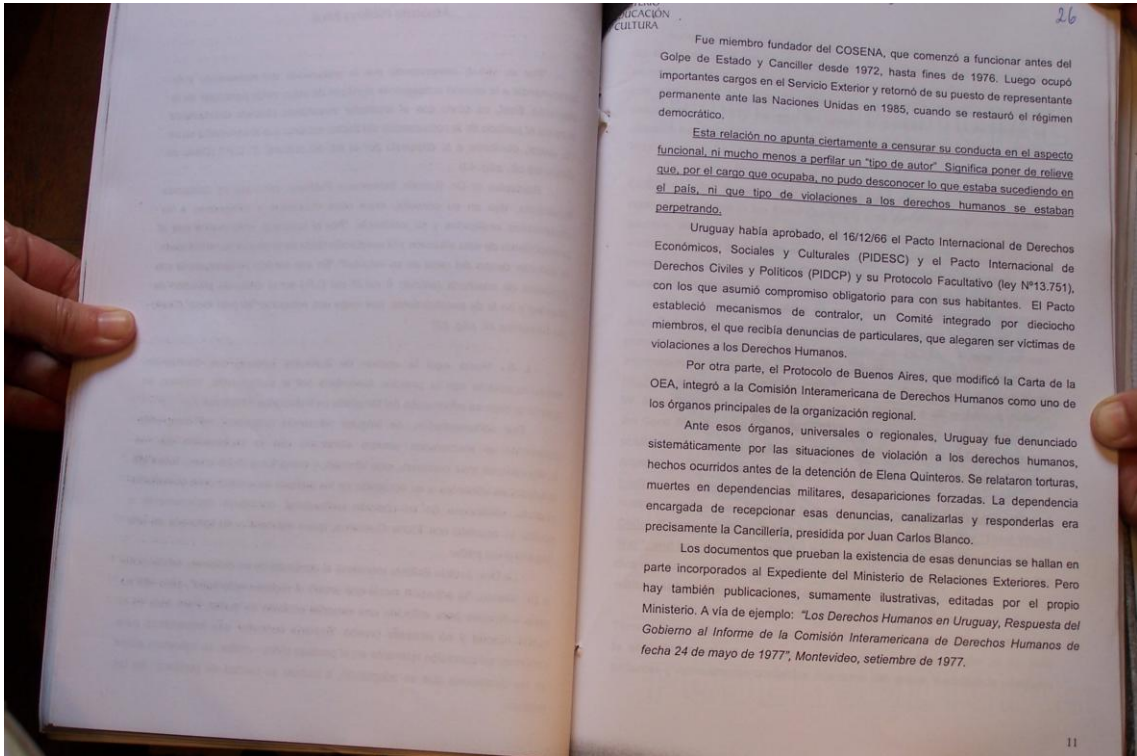 EDUCACIÓN
CULTURA
26
Fue miembro fundador del COSENA, que comenzó a funcionar antes del
Golpe de Estado y Canciller desde 1972, hasta fines de 1976. Luego ocupó
importantes cargos en el Servicio Exterior y retornó de su puesto de representante
permanente ante las Naciones Unidas en 1985, cuando se restauró el régimen
democrático.
Esta relación no apunta ciertamente a censurar su conducta en el aspecto
funcional, ni mucho menos a perfilar un "tipo de autor" Significa poner de relieve
que, por el cargo que ocupaba, no pudo desconocer lo que estaba sucediendo en
el país, ni que tipo de violaciones a los derechos humanos se estaban
perpetrando.
Uruguay había aprobado, el 16/12/66 el Pacto Internacional de Derechos
Económicos, Sociales y Culturales (PIDESC) y el Pacto Internacional de
Derechos Civiles y Políticos (PIDCP) y su Protocolo Facultativo (ley Nº13.751),
con los que asumió compromiso obligatorio para con sus habitantes. El Pacto
estableció mecanismos de contralor, un Comité integrado por dieciocho
miembros, el que recibía denuncias de particulares, que alegaren ser víctimas de
violaciones a los Derechos Humanos.
Por otra parte, el Protocolo de Buenos Aires, que modificó la Carta de la
OEA, integró a la Comisión Interamericana de Derechos Humanos como uno de
los órganos principales de la organización regional.
Ante esos órganos, universales o regionales, Uruguay fue denunciado
sistemáticamente por las situaciones de violación a los derechos humanos,
hechos ocurridos antes de la detención de Elena Quinteros. Se relataron torturas,
muertes en dependencias militares, desapariciones forzadas. La dependencia
encargada de recepcionar esas denuncias, canalizarlas y responderlas era
precisamente la Cancillería, presidida por Juan Carlos Blanco.
Los documentos que prueban la existencia de esas denuncias se hallan en
parte incorporados al Expediente del Ministerio de Relaciones Exteriores. Pero
hay también publicaciones, sumamente ilustrativas, editadas por el propio
Ministerio. A vía de ejemplo: "Los Derechos Humanos en Uruguay, Respuesta del
Gobierno al Informe de la Comisión Interamericana de Derechos Humanos de
fecha 24 de mayo de 1977", Montevideo, setiembre de 1977.
11